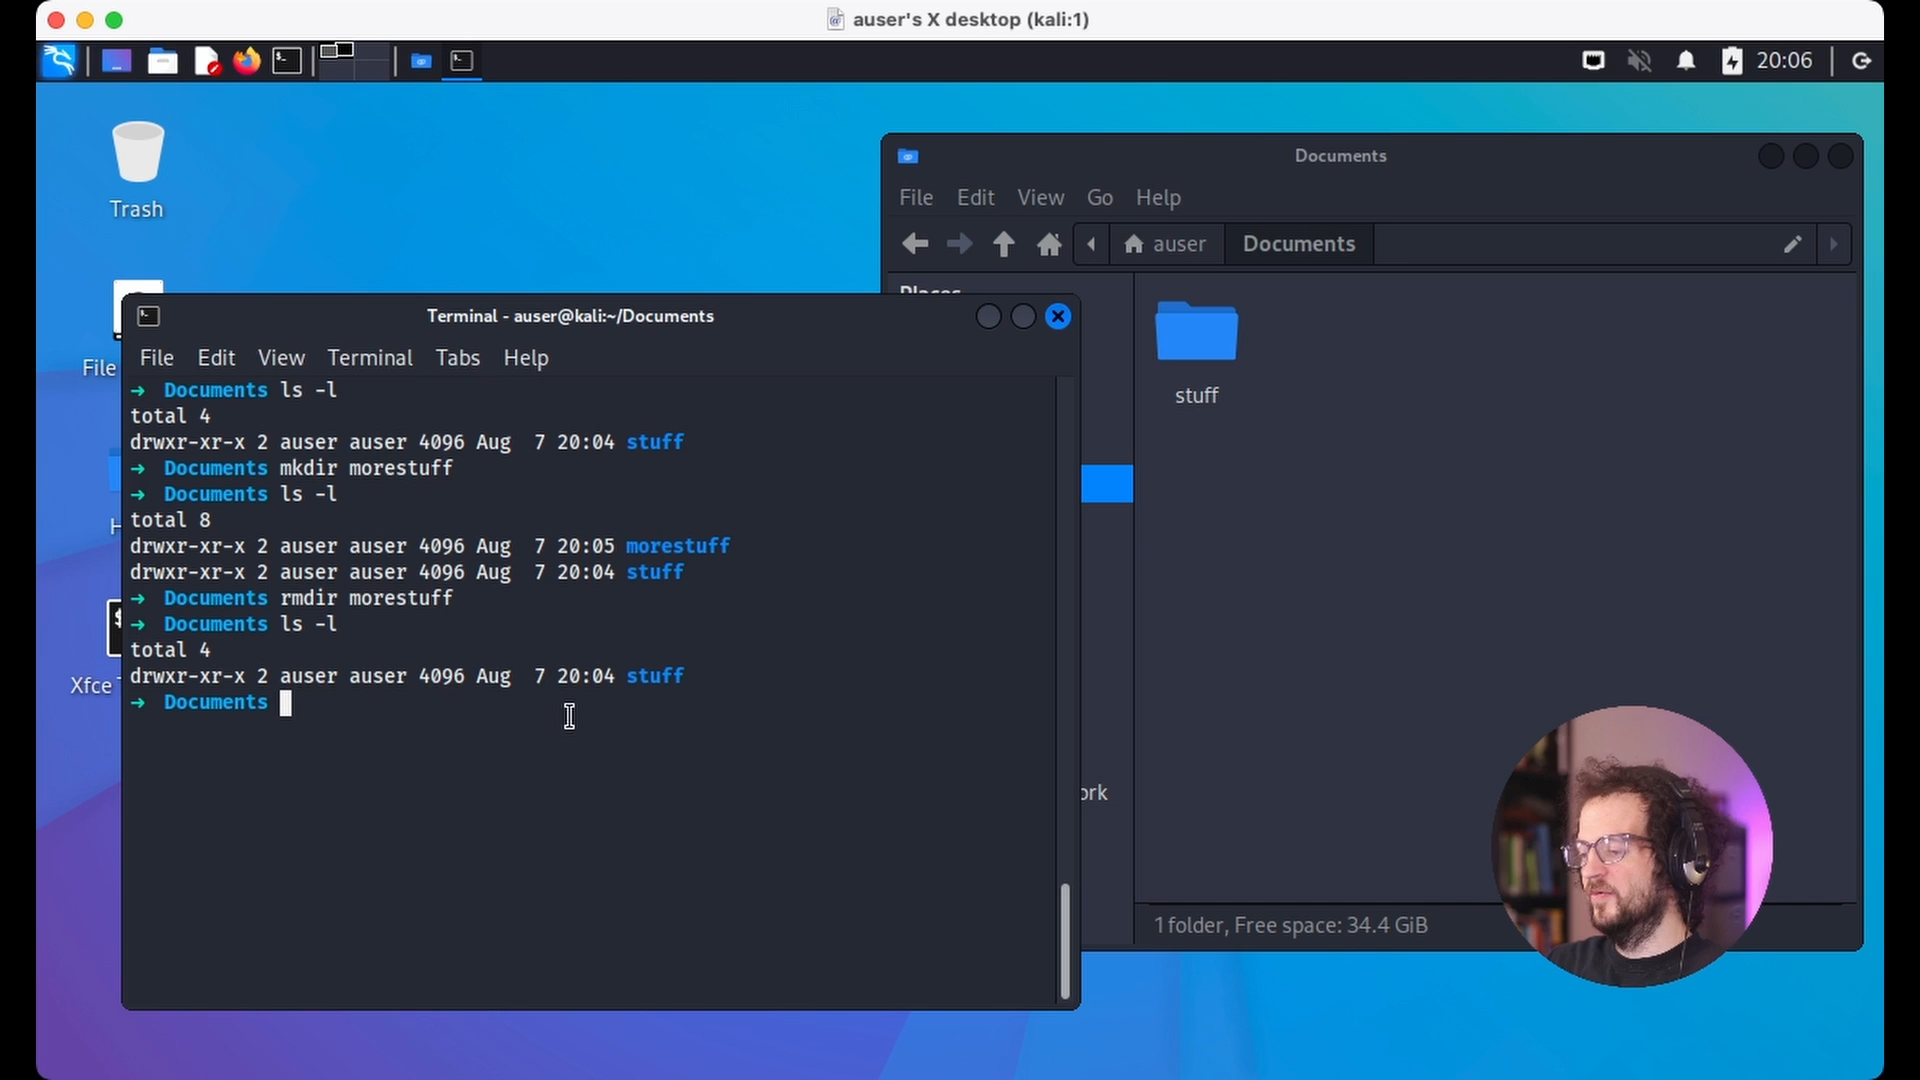 auser's X desktop (kali:1)
20:06
Trash
File
H
$
Xfce
Documents
File Edit View Go Help
auser Documents
Places
stuff
ork
1 folder, Free space: 34.4 GiB
Terminal - auser@kali:~/Documents
File Edit View Terminal Tabs Help
➜ Documents ls -l
total 4
drwxr-xr-x 2 auser auser 4096 Aug  7 20:04 stuff
➜ Documents mkdir morestuff
➜ Documents ls -l
total 8
drwxr-xr-x 2 auser auser 4096 Aug  7 20:05 morestuff
drwxr-xr-x 2 auser auser 4096 Aug  7 20:04 stuff
➜ Documents rmdir morestuff
➜ Documents ls -l
total 4
drwxr-xr-x 2 auser auser 4096 Aug  7 20:04 stuff
➜ Documents